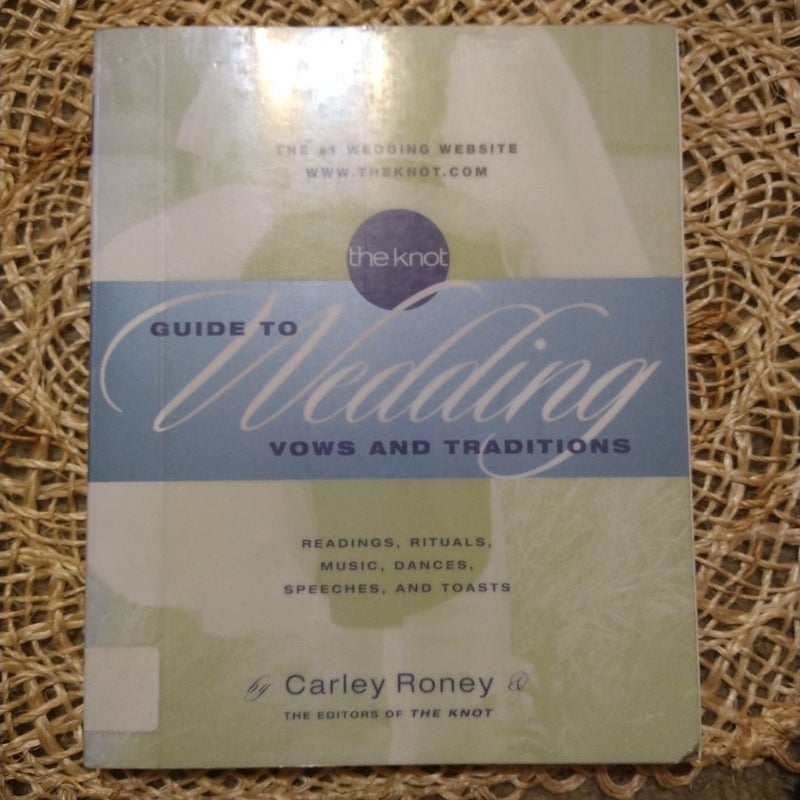 THE #1 WEDDING WEBSITE
WWW.THEKNOT.COM
the knot
GUIDE TO
Wedding
VOWS AND TRADITIONS
READINGS, RITUALS,
MUSIC, DANCES,
SPEECHES, AND TOASTS
by Carley Roney &
THE EDITORS OF THE KNOT